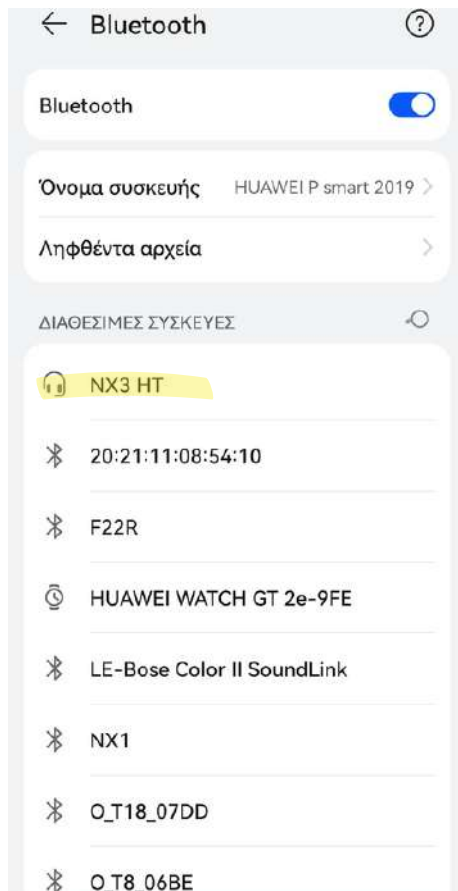 Bluetooth
Bluetooth
Όνομα συσκευής HUAWEI P smart 2019
Ληφθέντα αρχεία
ΔΙΑΘΕΣΙΜΕΣ ΣΥΣΚΕΥΕΣ
NX3 HT
20:21:11:08:54:10
F22R
HUAWEI WATCH GT 2e-9FE
LE-Bose Color II SoundLink
NX1
O_T18_07DD
O_T8_06BE